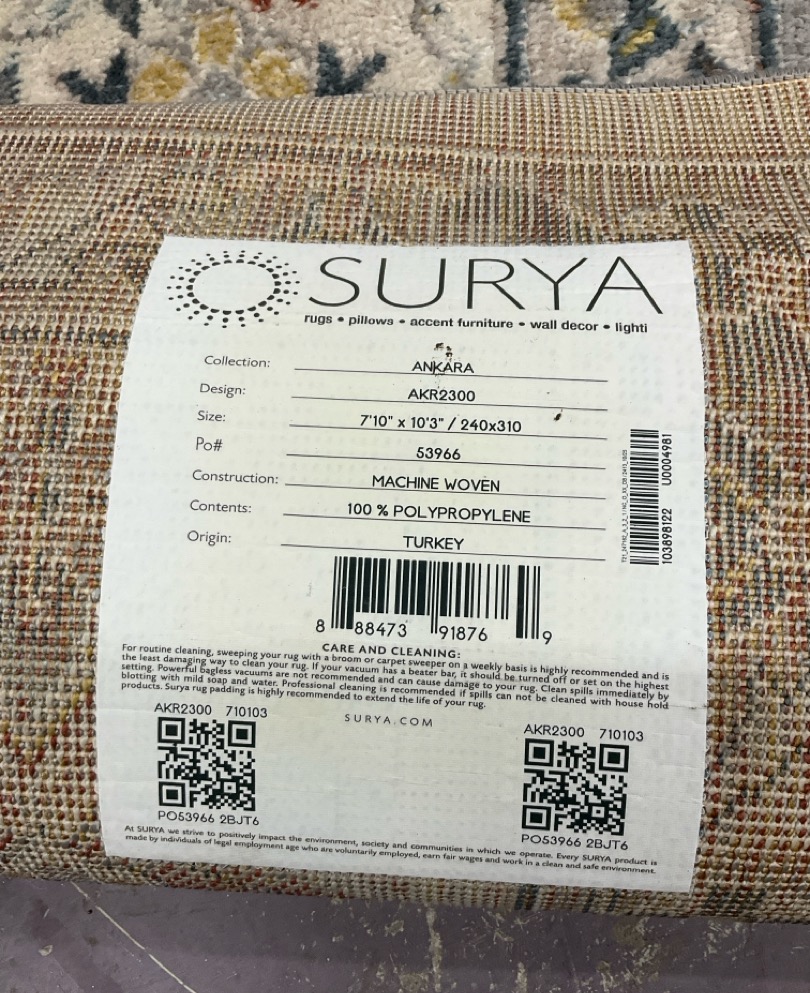 SURYA
rugs • pillows • accent furniture • wall decor • lighti
Collection: ANKARA
Design: AKR2300
Size: 7'10" x 10'3" / 240x310
Po# 53966
Construction: MACHINE WOVEN
Contents: 100 % POLYPROPYLENE
Origin: TURKEY
103898122 U0004981
8 88473 91876 9
CARE AND CLEANING:
For routine cleaning, sweeping your rug with a broom or carpet sweeper on a weekly basis is highly recommended and is
the least damaging way to clean your rug. If your vacuum has a beater bar, it should be turned off or set on the highest
setting. Powerful bagless vacuums are not recommended and can cause damage to your rug. Clean spills immediately by
blotting with mild soap and water. Professional cleaning is recommended if spills can not be cleaned with house hold
products. Surya rug padding is highly recommended to extend the life of your rug.
SURYA.COM
AKR2300 710103
PO53966 2BJT6
AKR2300 710103
PO53966 2BJT6
At SURYA we strive to positively impact the environment, society and communities in which we operate. Every SURYA product is
made by individuals of legal employment age who are voluntarily employed, earn fair wages and work in a clean and safe environment.